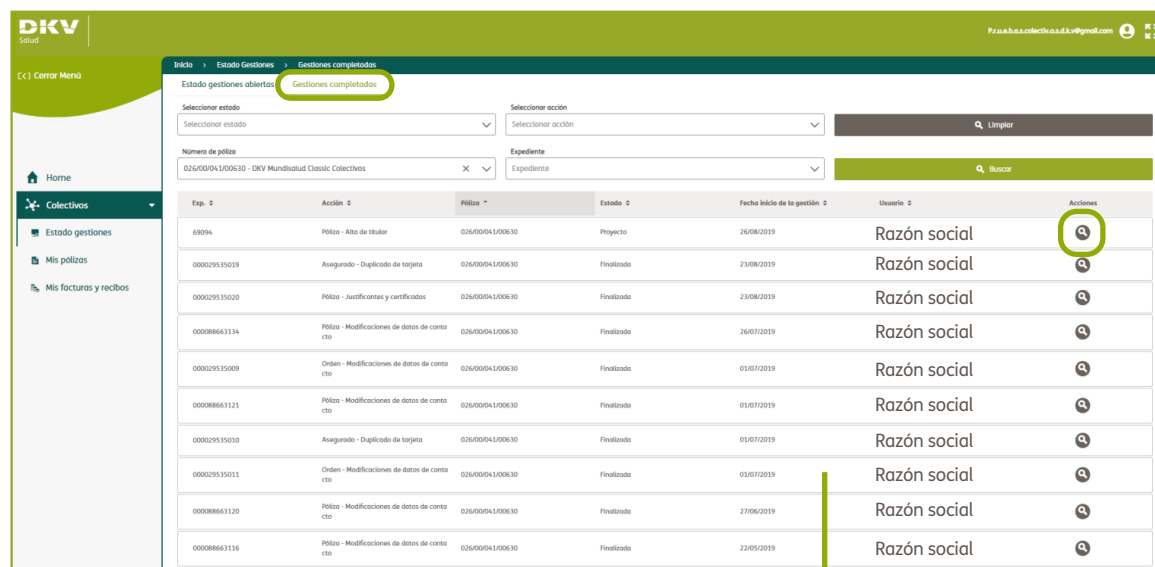 DKV
Salud
P.r.u.e.b.a.s.colectiv.o.s.d.k.v@gmail.com
[<] Cerrar Menú
Inicio > Estado Gestiones > Gestiones completadas
Estado gestiones abiertas Gestiones completadas
Seleccionar estado Seleccionar acción
Seleccionar estado Seleccionar acción Limpiar
Número de póliza Expediente
026/00/041/00630 - DKV Mundisalud Classic Colectivos Expediente Buscar
Home
Colectivos
Estado gestiones
Mis pólizas
Mis facturas y recibos
Exp. Acción Póliza Estado Fecha inicio de la gestión Usuario Acciones
69094 Póliza - Alta de titular 026/00/041/00630 Proyecto 26/08/2019 Razón social
000029535019 Asegurado - Duplicado de tarjeta 026/00/041/00630 Finalizada 23/08/2019 Razón social
000029535020 Póliza - Justificantes y certificados 026/00/041/00630 Finalizada 23/08/2019 Razón social
000088663134 Póliza - Modificaciones de datos de conta 026/00/041/00630 Finalizada 26/07/2019 Razón social
cto
000029535009 Orden - Modificaciones de datos de conta 026/00/041/00630 Finalizada 01/07/2019 Razón social
cto
000088663121 Póliza - Modificaciones de datos de conta 026/00/041/00630 Finalizada 01/07/2019 Razón social
cto
000029535010 Asegurado - Duplicado de tarjeta 026/00/041/00630 Finalizada 01/07/2019 Razón social
000029535011 Orden - Modificaciones de datos de conta 026/00/041/00630 Finalizada 01/07/2019 Razón social
cto
000088663120 Póliza - Modificaciones de datos de conta 026/00/041/00630 Finalizada 27/06/2019 Razón social
cto
000088663116 Póliza - Modificaciones de datos de conta 026/00/041/00630 Finalizada 22/05/2019 Razón social
cto